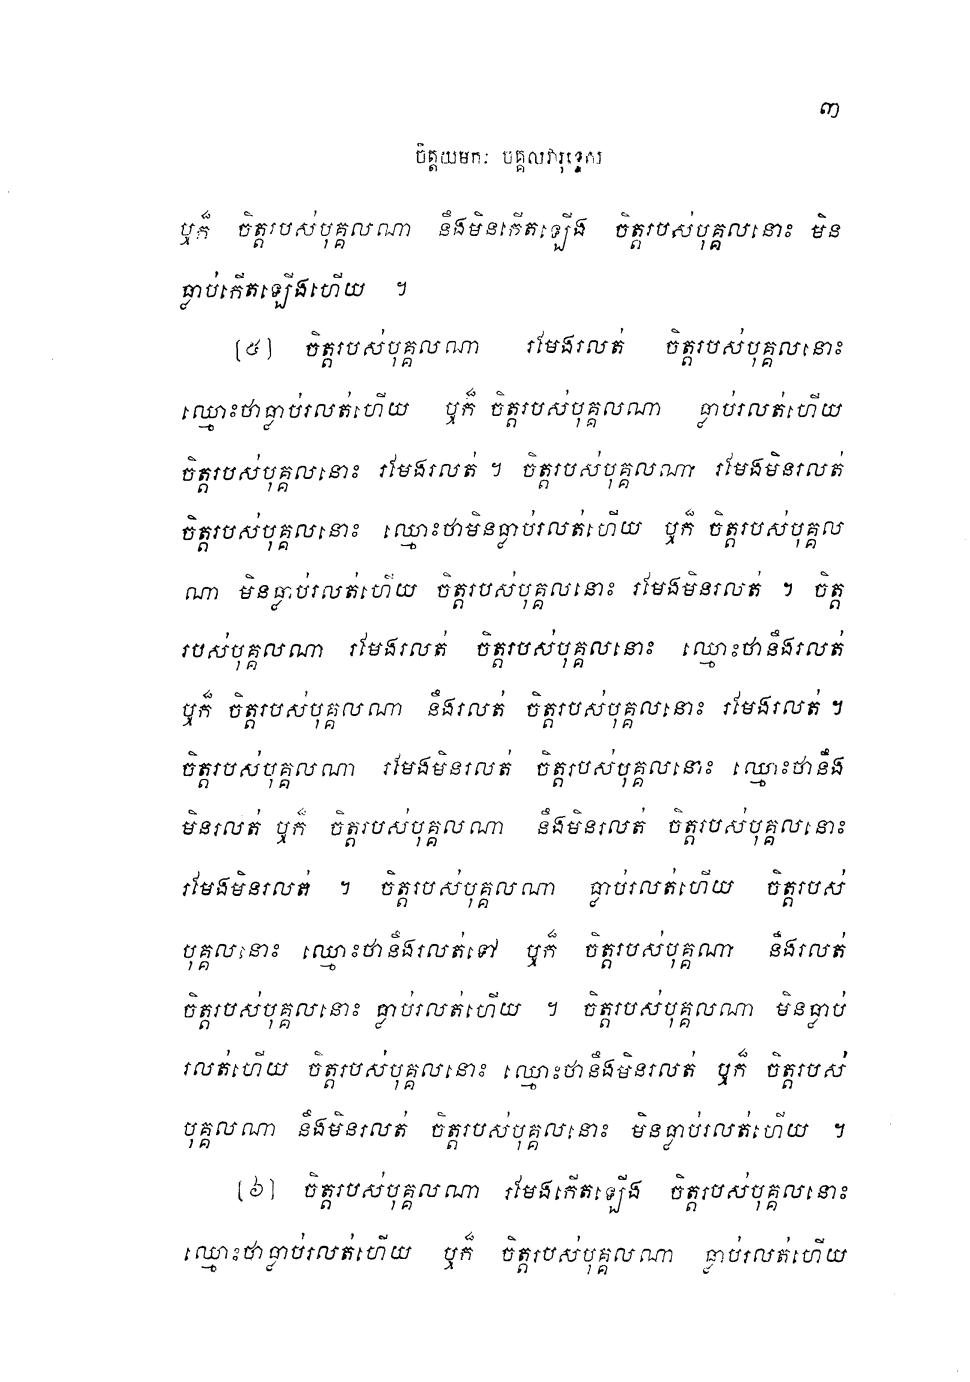 ៣
ចិត្តយមកៈ បុគ្គលវារុទ្ទេស
ឬក៏ ចិត្តរបស់បុគ្គលណា នឹងមិនកើតឡើង ចិត្តរបស់បុគ្គលនោះ មិន
ធ្លាប់កើតឡើងហើយ ។
[៥] ចិត្តរបស់បុគ្គលណា រមែងរលត់ ចិត្តរបស់បុគ្គលនោះ
ឈ្មោះថាធ្លាប់រលត់ហើយ ឬក៏ ចិត្តរបស់បុគ្គលណា ធ្លាប់រលត់ហើយ
ចិត្តរបស់បុគ្គលនោះ រមែងរលត់ ។ ចិត្តរបស់បុគ្គលណា រមែងមិនរលត់
ចិត្តរបស់បុគ្គលនោះ ឈ្មោះថាមិនធ្លាប់រលត់ហើយ ឬក៏ ចិត្តរបស់បុគ្គល
ណា មិនធ្លាប់រលត់ហើយ ចិត្តរបស់បុគ្គលនោះ រមែងមិនរលត់ ។ ចិត្ត
របស់បុគ្គលណា រមែងរលត់ ចិត្តរបស់បុគ្គលនោះ ឈ្មោះថានឹងរលត់
ឬក៏ ចិត្តរបស់បុគ្គលណា នឹងរលត់ ចិត្តរបស់បុគ្គលនោះ រមែងរលត់ ។
ចិត្តរបស់បុគ្គលណា រមែងមិនរលត់ ចិត្តរបស់បុគ្គលនោះ ឈ្មោះថានឹង
មិនរលត់ ឬក៏ ចិត្តរបស់បុគ្គលណា នឹងមិនរលត់ ចិត្តរបស់បុគ្គលនោះ
រមែងមិនរលត់ ។ ចិត្តរបស់បុគ្គលណា ធ្លាប់រលត់ហើយ ចិត្តរបស់
បុគ្គលនោះ ឈ្មោះថានឹងរលត់ទៅ ឬក៏ ចិត្តរបស់បុគ្គណា នឹងរលត់
ចិត្តរបស់បុគ្គលនោះ ធ្លាប់រលត់ហើយ ។ ចិត្តរបស់បុគ្គលណា មិនធ្លាប់
រលត់ហើយ ចិត្តរបស់បុគ្គលនោះ ឈ្មោះថានឹងមិនរលត់ ឬក៏ ចិត្តរបស់
បុគ្គលណា នឹងមិនរលត់ ចិត្តរបស់បុគ្គលនោះ មិនធ្លាប់រលត់ហើយ ។
[៦] ចិត្តរបស់បុគ្គលណា រមែងកើតឡើង ចិត្តរបស់បុគ្គលនោះ
ឈ្មោះថាធ្លាប់រលត់ហើយ ឬក៏ ចិត្តរបស់បុគ្គលណា ធ្លាប់រលត់ហើយ